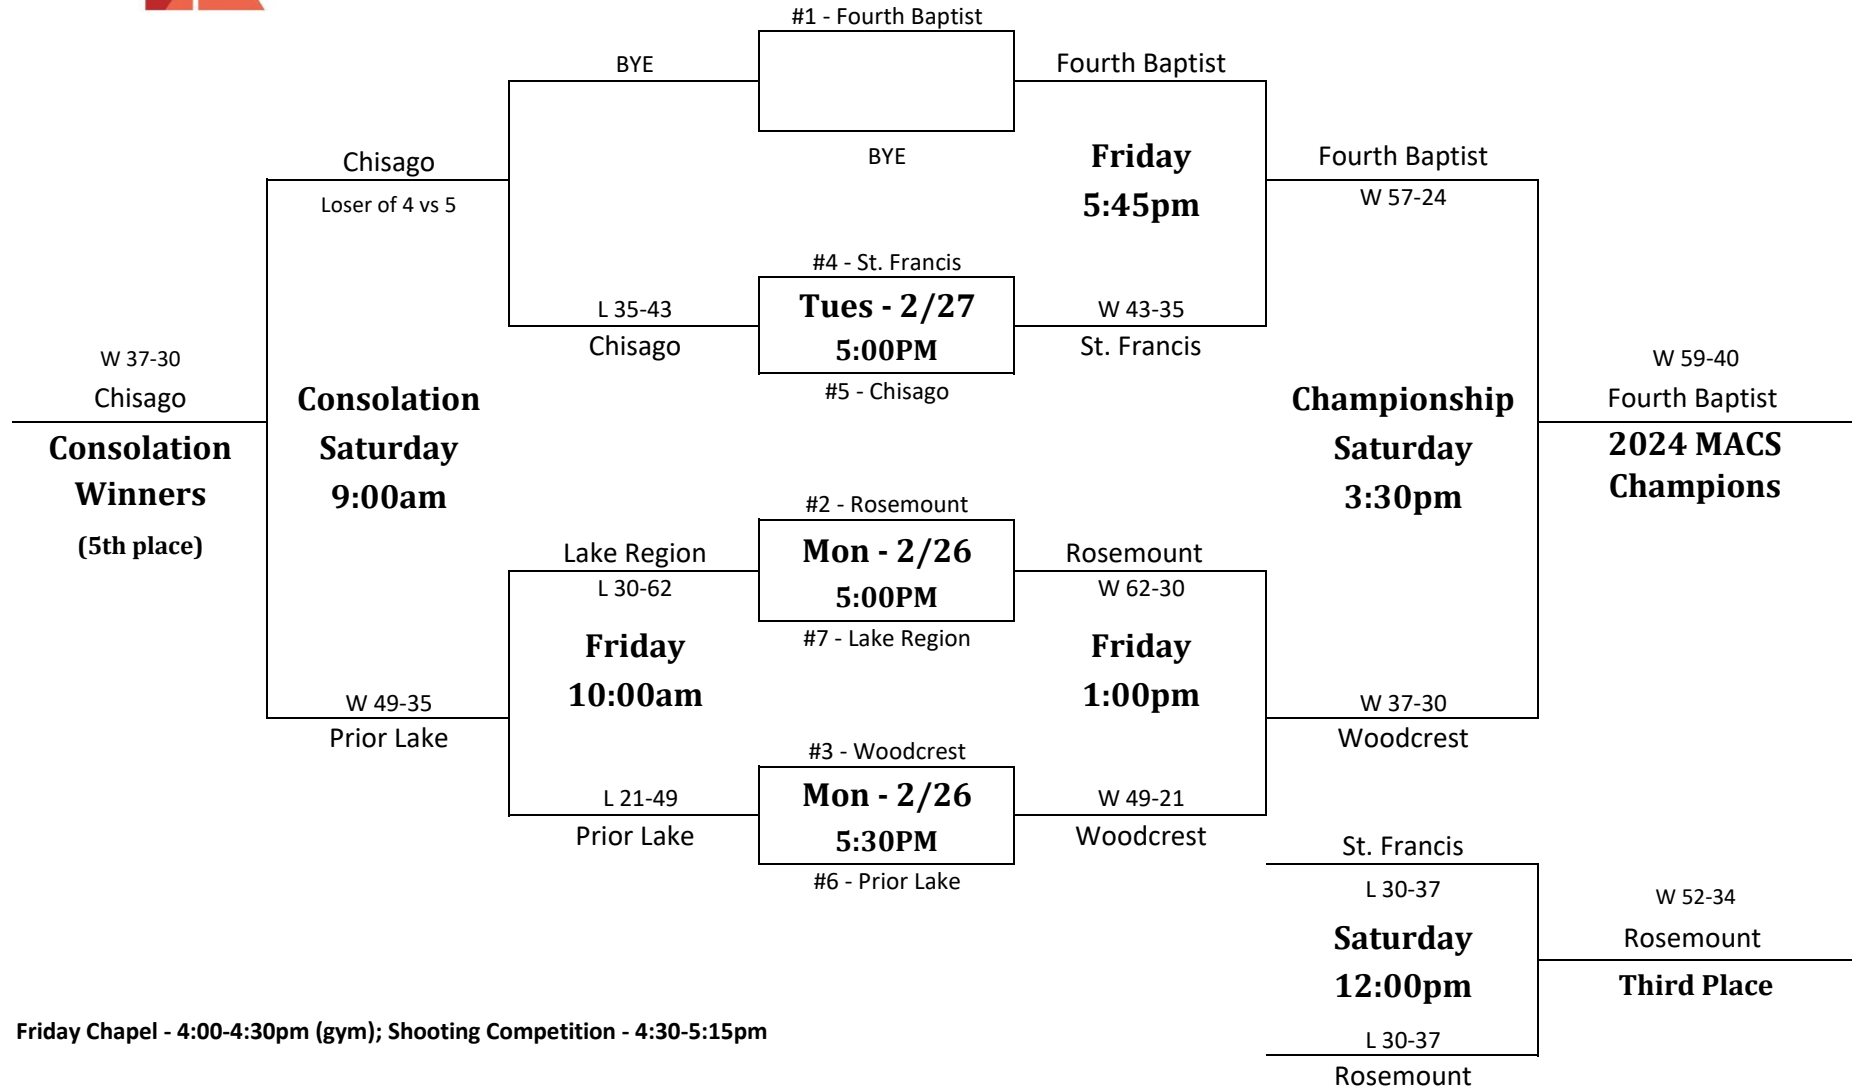 #1 - Fourth Baptist
BYE
Fourth Baptist
BYE
Friday
5:45pm
Chisago
Loser of 4 vs 5
Fourth Baptist
W 57-24
#4 - St. Francis
L 35-43
Chisago
Tues - 2/27
5:00PM
W 43-35
St. Francis
#5 - Chisago
W 37-30
Chisago
Consolation
Winners
(5th place)
Consolation
Saturday
9:00am
Championship
Saturday
3:30pm
W 59-40
Fourth Baptist
2024 MACS
Champions
#2 - Rosemount
Lake Region
L 30-62
Mon - 2/26
5:00PM
Rosemount
W 62-30
#7 - Lake Region
Friday
10:00am
Friday
1:00pm
W 49-35
Prior Lake
W 37-30
Woodcrest
#3 - Woodcrest
L 21-49
Prior Lake
Mon - 2/26
5:30PM
W 49-21
Woodcrest
#6 - Prior Lake
St. Francis
L 30-37
Saturday
12:00pm
L 30-37
Rosemount
W 52-34
Rosemount
Third Place
Friday Chapel - 4:00-4:30pm (gym); Shooting Competition - 4:30-5:15pm